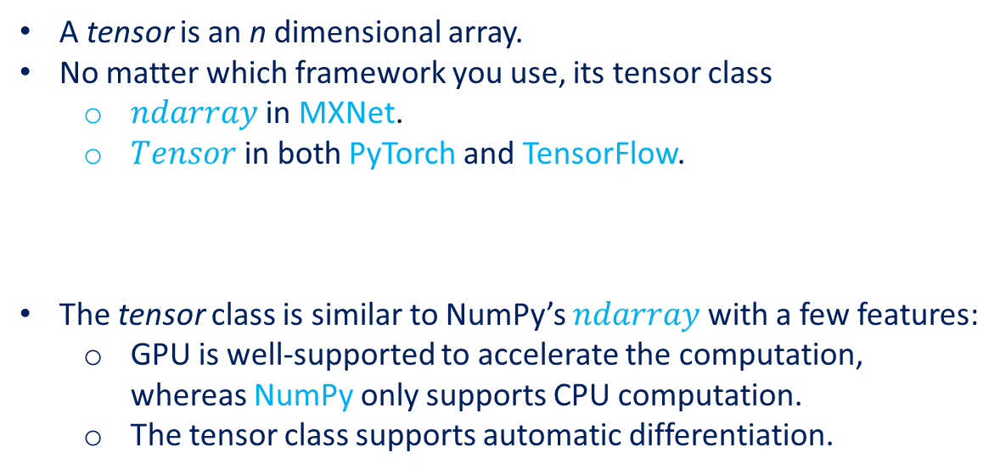 • A tensor is an n dimensional array.
• No matter which framework you use, its tensor class
○ ndarray in MXNet.
○ Tensor in both PyTorch and TensorFlow.
• The tensor class is similar to NumPy’s ndarray with a few features:
○ GPU is well-supported to accelerate the computation,
whereas NumPy only supports CPU computation.
○ The tensor class supports automatic differentiation.